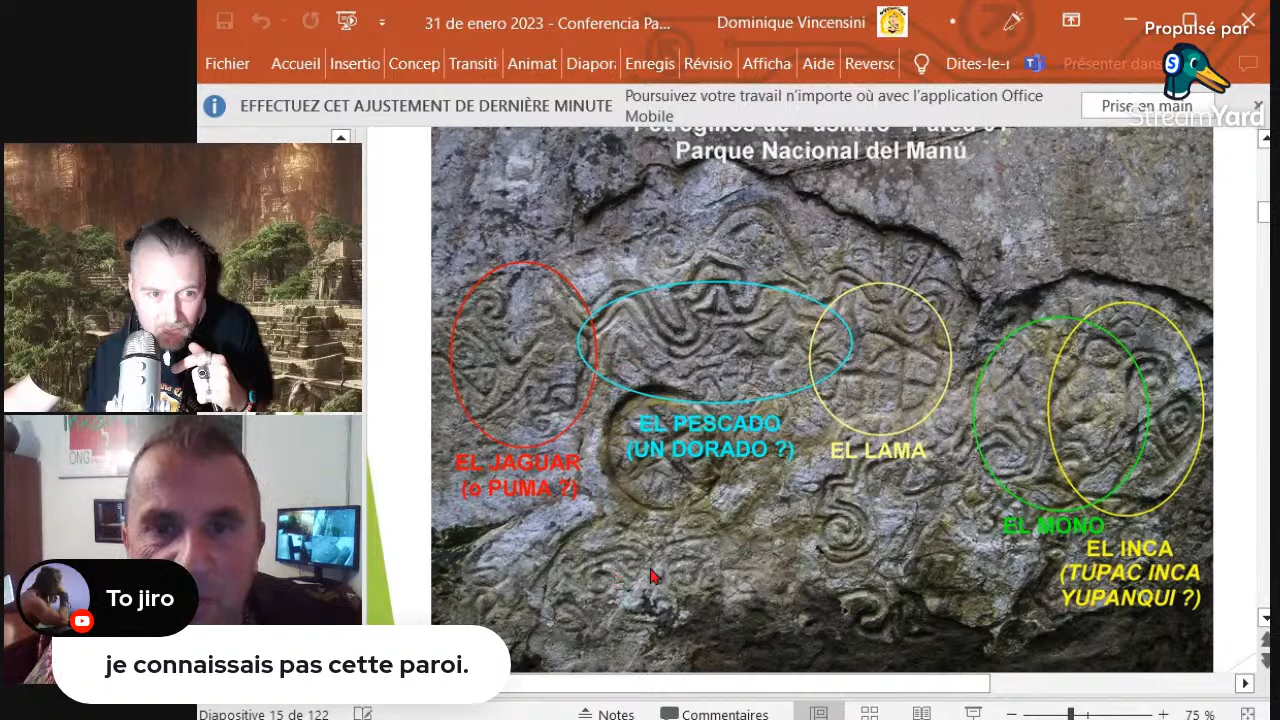 31 de enero 2023 - Conferencia Pa...
Dominique Vincensini
Propulsé par
StreamYard
Fichier
Accueil
Insertio
Concep
Transiti
Animat
Diapora
Enregis
Révisio
Afficha
Aide
Reversc
Dites-le-r
Présenter dans
EFFECTUEZ CET AJUSTEMENT DE DERNIÈRE MINUTE
Poursuivez votre travail n'importe où avec l'application Office
Mobile
Prise en main
Parque Nacional del Manú
EL JAGUAR
(o PUMA ?)
EL PESCADO
(UN DORADO ?)
EL LAMA
EL MONO
EL INCA
(TUPAC INCA
YUPANQUI ?)
ONG
To jiro
je connaissais pas cette paroi.
Diapositive 15 de 122
Notes
Commentaires
75 %